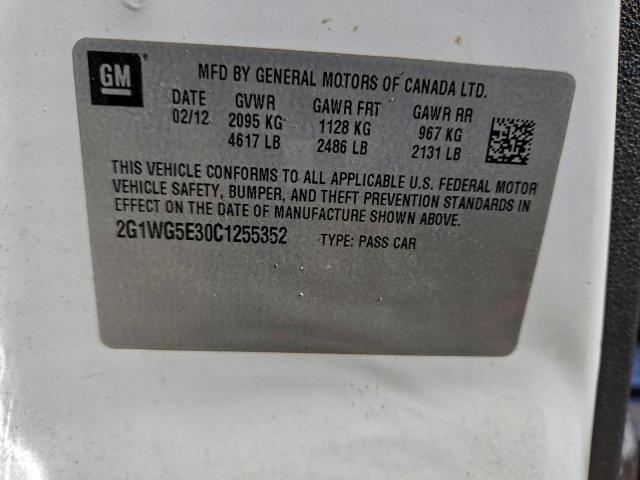 GM
MFD BY GENERAL MOTORS OF CANADA LTD.
DATE GVWR GAWR FRT GAWR RR
02/12 2095 KG 1128 KG 967 KG
4617 LB 2486 LB 2131 LB
THIS VEHICLE CONFORMS TO ALL APPLICABLE U.S. FEDERAL MOTOR
VEHICLE SAFETY, BUMPER, AND THEFT PREVENTION STANDARDS IN
EFFECT ON THE DATE OF MANUFACTURE SHOWN ABOVE.
2G1WG5E30C1255352 TYPE: PASS CAR